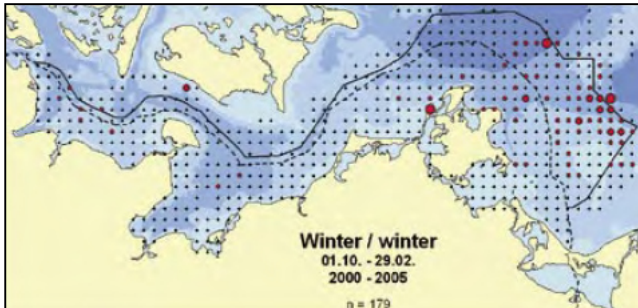 Winter / winter
01.10. - 29.02.
2000 - 2005
n = 179